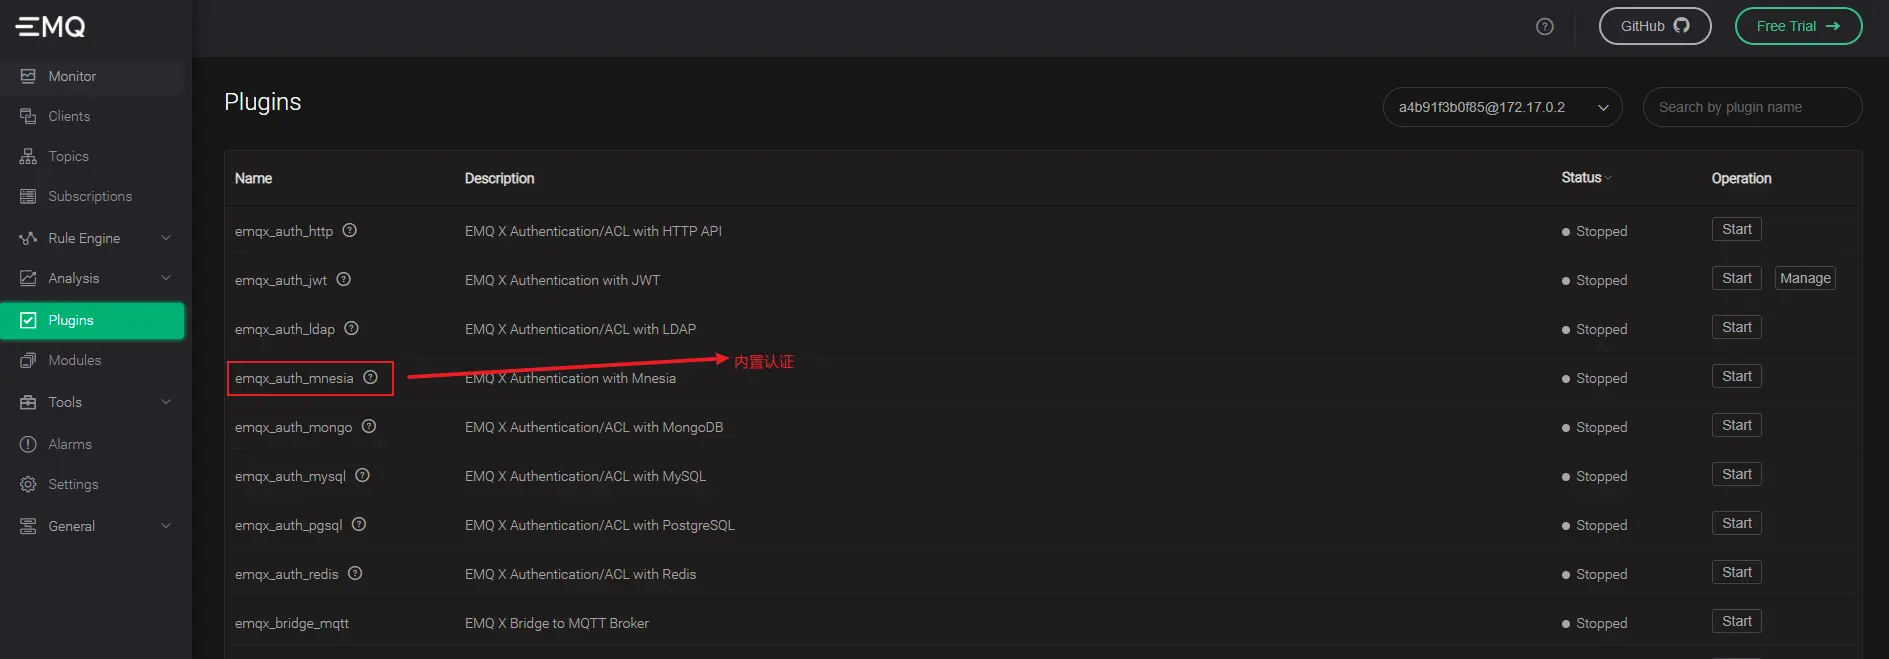 EMQ
GitHub
Free Trial
Monitor
Clients
Topics
Subscriptions
Rule Engine
Analysis
Plugins
Modules
Tools
Alarms
Settings
General
Plugins
a4b91f3b0f85@172.17.0.2
Search by plugin name
Name Description Status Operation
emqx_auth_http EMQ X Authentication/ACL with HTTP API Stopped Start
emqx_auth_jwt EMQ X Authentication with JWT Stopped Start Manage
emqx_auth_ldap EMQ X Authentication/ACL with LDAP Stopped Start
内置认证
emqx_auth_mnesia EMQ X Authentication with Mnesia Stopped Start
emqx_auth_mongo EMQ X Authentication/ACL with MongoDB Stopped Start
emqx_auth_mysql EMQ X Authentication/ACL with MySQL Stopped Start
emqx_auth_pgsql EMQ X Authentication/ACL with PostgreSQL Stopped Start
emqx_auth_redis EMQ X Authentication/ACL with Redis Stopped Start
emqx_bridge_mqtt EMQ X Bridge to MQTT Broker Stopped Start